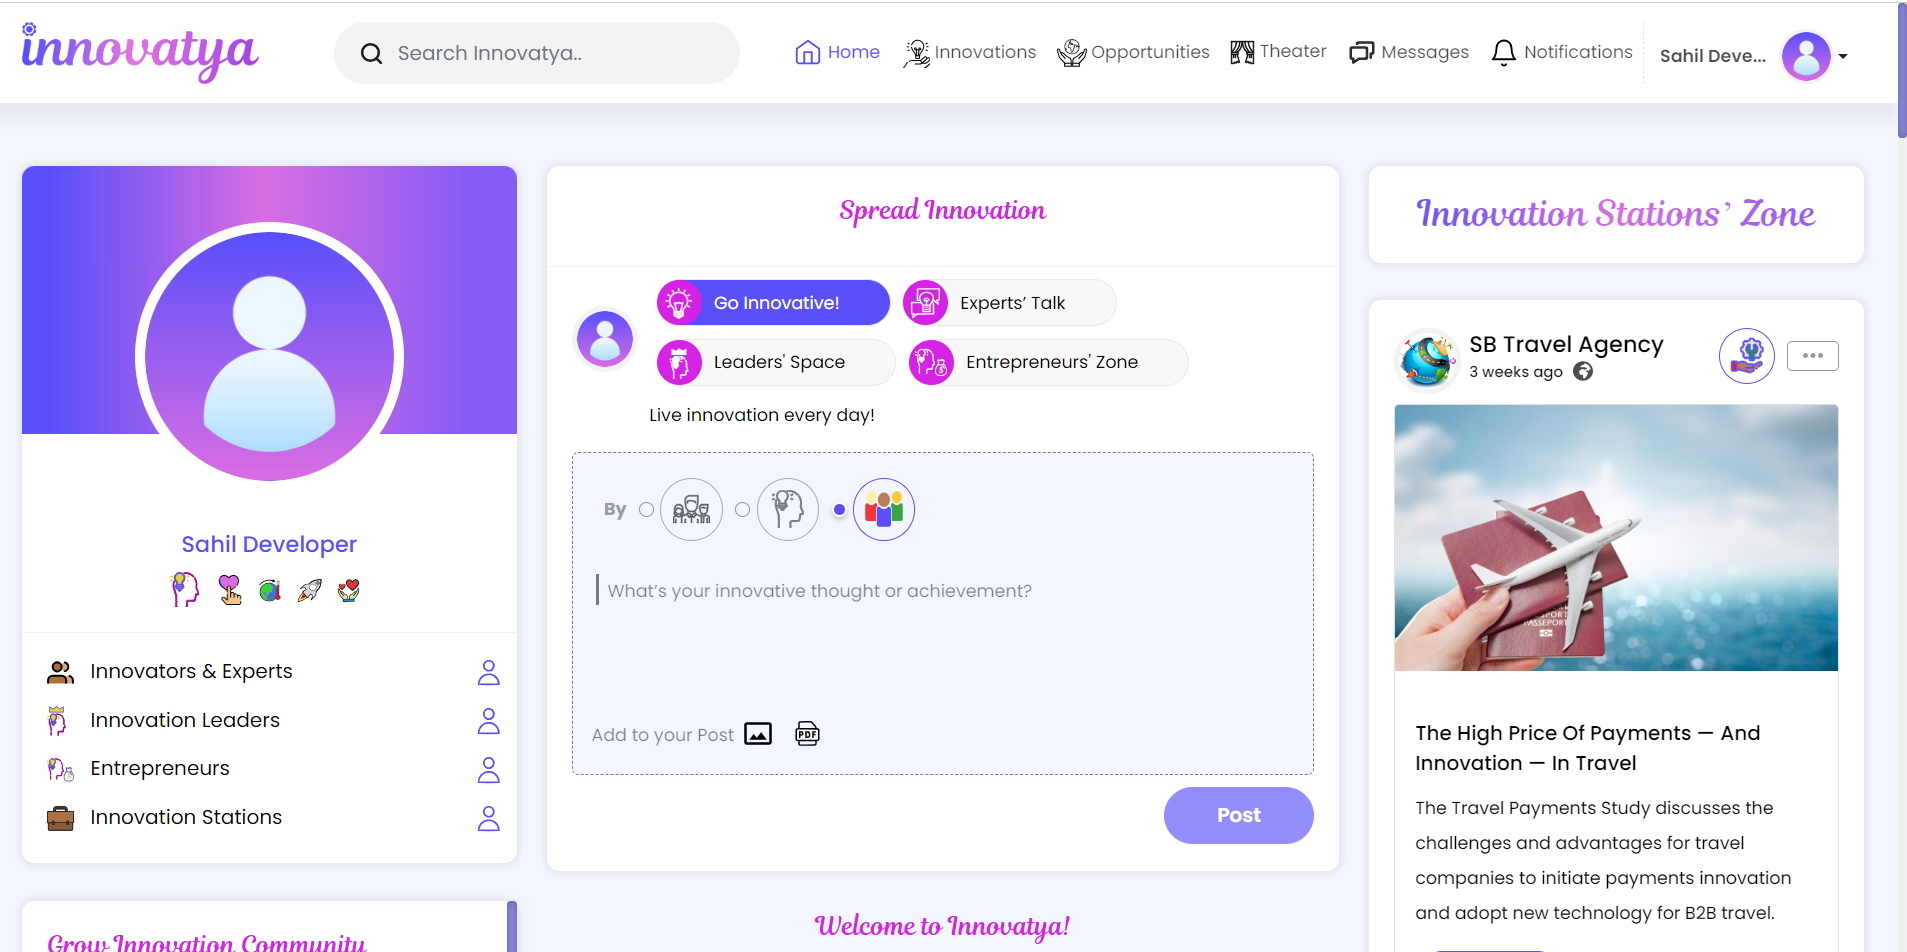 innovatya
Search Innovatya..
Home
Innovations
Opportunities
Theater
Messages
Notifications
Sahil Deve...
Sahil Developer
Innovators & Experts
Innovation Leaders
Entrepreneurs
Innovation Stations
Grow Innovation Community
Spread Innovation
Go Innovative!
Experts’ Talk
Leaders' Space
Entrepreneurs' Zone
Live innovation every day!
By
What’s your innovative thought or achievement?
Add to your Post
PDF
Post
Welcome to Innovatya!
Innovation Stations’ Zone
SB Travel Agency
3 weeks ago
PASSEPORT
The High Price Of Payments — And
Innovation — In Travel
The Travel Payments Study discusses the
challenges and advantages for travel
companies to initiate payments innovation
and adopt new technology for B2B travel.